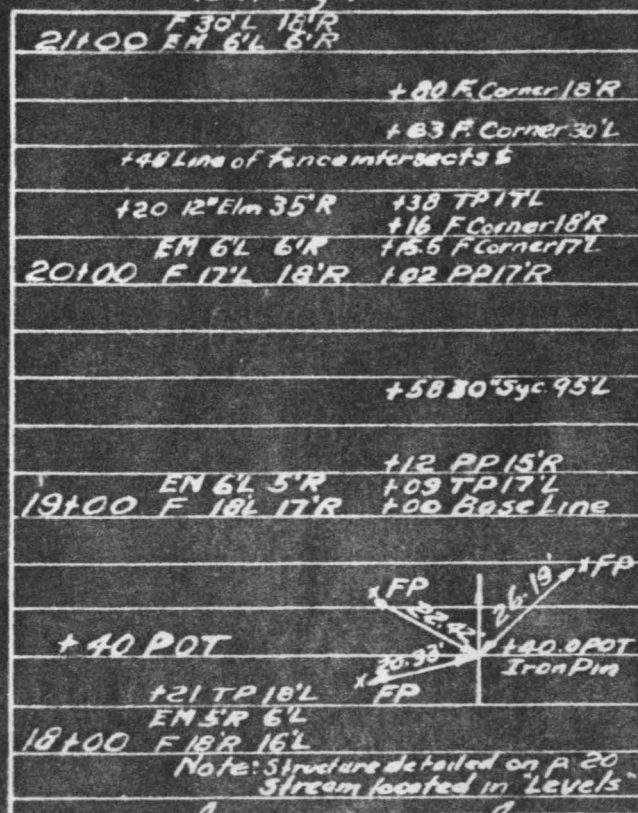 F 30'L 18'R
21+00 EM 6'L 6'R
+80 F. Corner 18'R
+63 F. Corner 30'L
+48 Line of fence intersects ℄
+20 12" Elm 35'R +38 TP 17'L
+16 F Corner 18'R
EM 6'L 6'R +15.5 F Corner 17'L
20+00 F 17'L 18'R +02 PP 17'R
+58 30" Syc. 95'L
+12 PP 15'R
EM 6'L 5'R +09 TP 17'L
19+00 F 18'L 17'R +00 Base Line
FP
FP
22.42'
26.19'
+40 POT
20.93'
+40.0 POT
Iron Pin
FP
+21 TP 18'L
EM 5'R 6'L
18+00 F 18'R 16'L
Note: Structure detailed on p. 20
Stream located in "Levels"